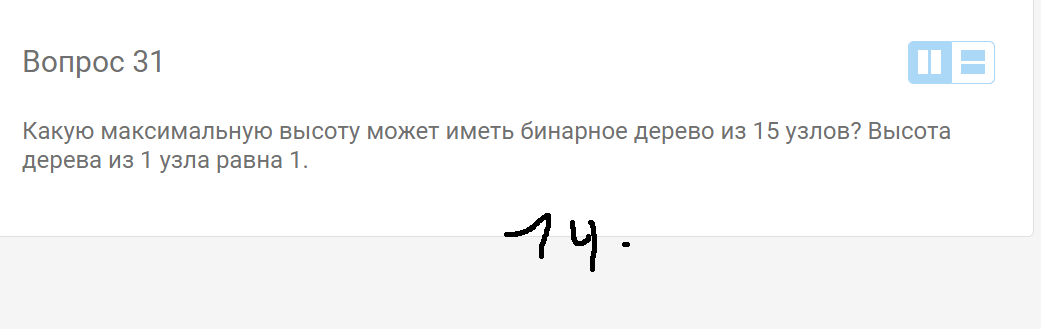 Вопрос 31
Какую максимальную высоту может иметь бинарное дерево из 15 узлов? Высота
дерева из 1 узла равна 1.
14.